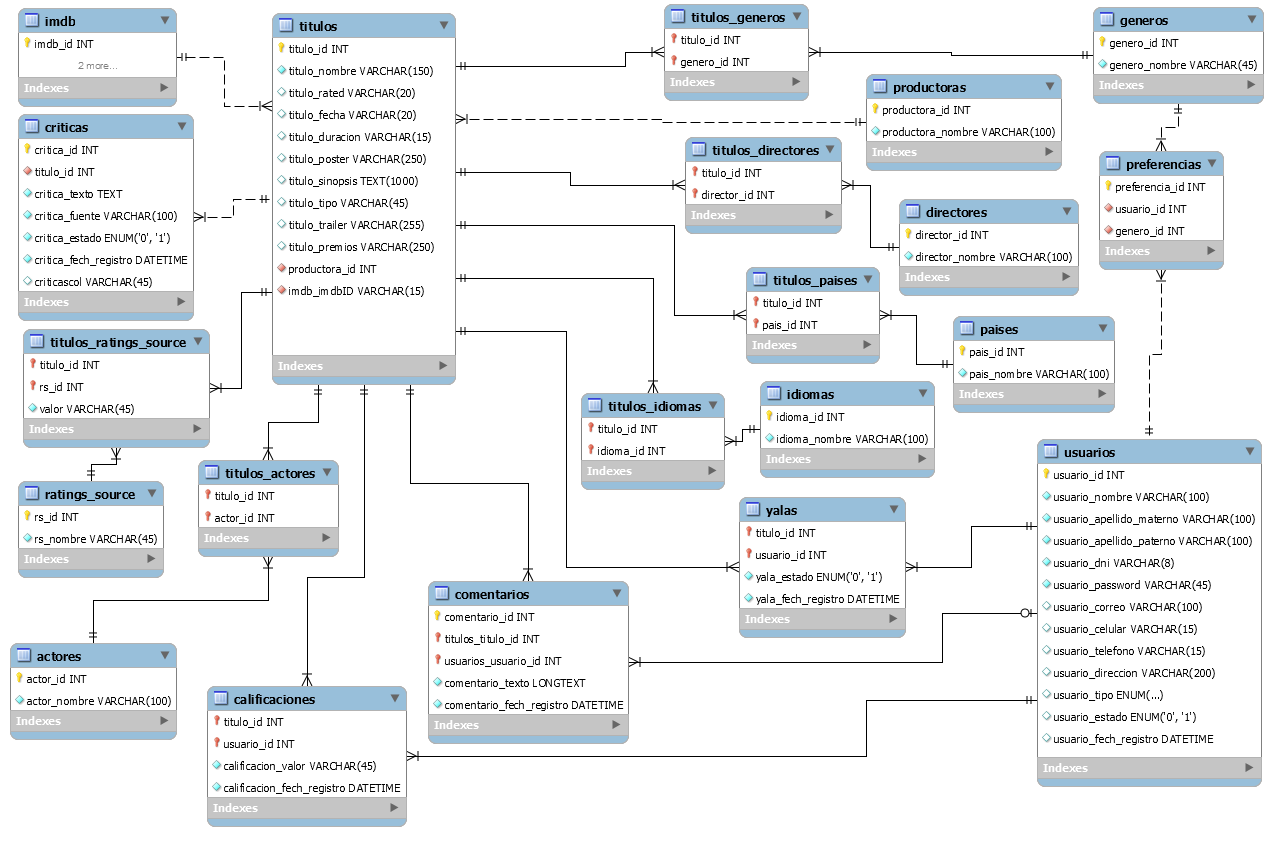 imdb
imdb_id INT
2 more...
Indexes
criticas
critica_id INT
titulo_id INT
critica_texto TEXT
critica_fuente VARCHAR(100)
critica_estado ENUM('0', '1')
critica_fech_registro DATETIME
criticascol VARCHAR(45)
Indexes
titulos_ratings_source
titulo_id INT
rs_id INT
valor VARCHAR(45)
Indexes
ratings_source
rs_id INT
rs_nombre VARCHAR(45)
Indexes
actores
actor_id INT
actor_nombre VARCHAR(100)
Indexes
titulos
titulo_id INT
titulo_nombre VARCHAR(150)
titulo_rated VARCHAR(20)
titulo_fecha VARCHAR(20)
titulo_duracion VARCHAR(15)
titulo_poster VARCHAR(250)
titulo_sinopsis TEXT(1000)
titulo_tipo VARCHAR(45)
titulo_trailer VARCHAR(255)
titulo_premios VARCHAR(250)
productora_id INT
imdb_imdbID VARCHAR(15)
Indexes
titulos_actores
titulo_id INT
actor_id INT
Indexes
calificaciones
titulo_id INT
usuario_id INT
calificacion_valor VARCHAR(45)
calificacion_fech_registro DATETIME
Indexes
comentarios
comentario_id INT
titulos_titulo_id INT
usuarios_usuario_id INT
comentario_texto LONGTEXT
comentario_fech_registro DATETIME
Indexes
titulos_generos
titulo_id INT
genero_id INT
Indexes
titulos_directores
titulo_id INT
director_id INT
Indexes
titulos_paises
titulo_id INT
pais_id INT
Indexes
titulos_idiomas
titulo_id INT
idioma_id INT
Indexes
idiomas
idioma_id INT
idioma_nombre VARCHAR(100)
Indexes
yalas
titulo_id INT
usuario_id INT
yala_estado ENUM('0', '1')
yala_fech_registro DATETIME
Indexes
productoras
productora_id INT
productora_nombre VARCHAR(100)
Indexes
directores
director_id INT
director_nombre VARCHAR(100)
Indexes
paises
pais_id INT
pais_nombre VARCHAR(100)
Indexes
generos
genero_id INT
genero_nombre VARCHAR(45)
Indexes
preferencias
preferencia_id INT
usuario_id INT
genero_id INT
Indexes
usuarios
usuario_id INT
usuario_nombre VARCHAR(100)
usuario_apellido_materno VARCHAR(100)
usuario_apellido_paterno VARCHAR(100)
usuario_dni VARCHAR(8)
usuario_password VARCHAR(45)
usuario_correo VARCHAR(100)
usuario_celular VARCHAR(15)
usuario_telefono VARCHAR(15)
usuario_direccion VARCHAR(200)
usuario_tipo ENUM(...)
usuario_estado ENUM('0', '1')
usuario_fech_registro DATETIME
Indexes